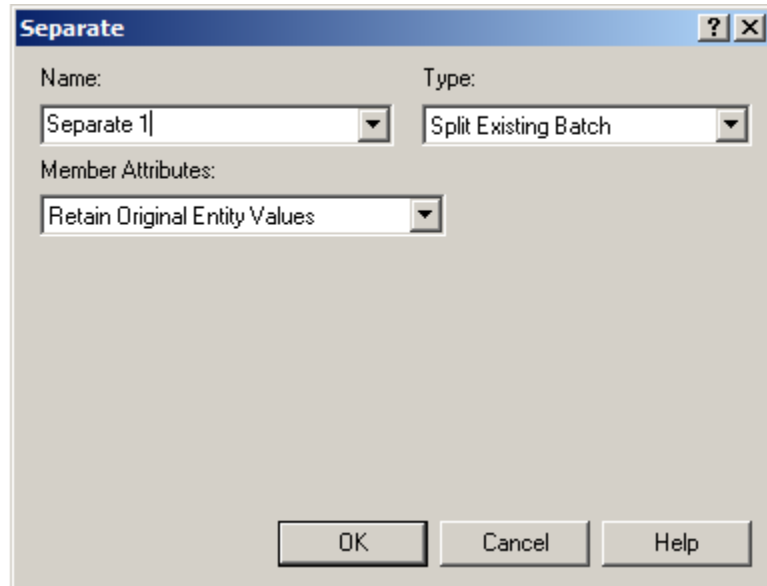 Separate
Name: Type:
Separate 1 Split Existing Batch
Member Attributes:
Retain Original Entity Values
OK Cancel Help